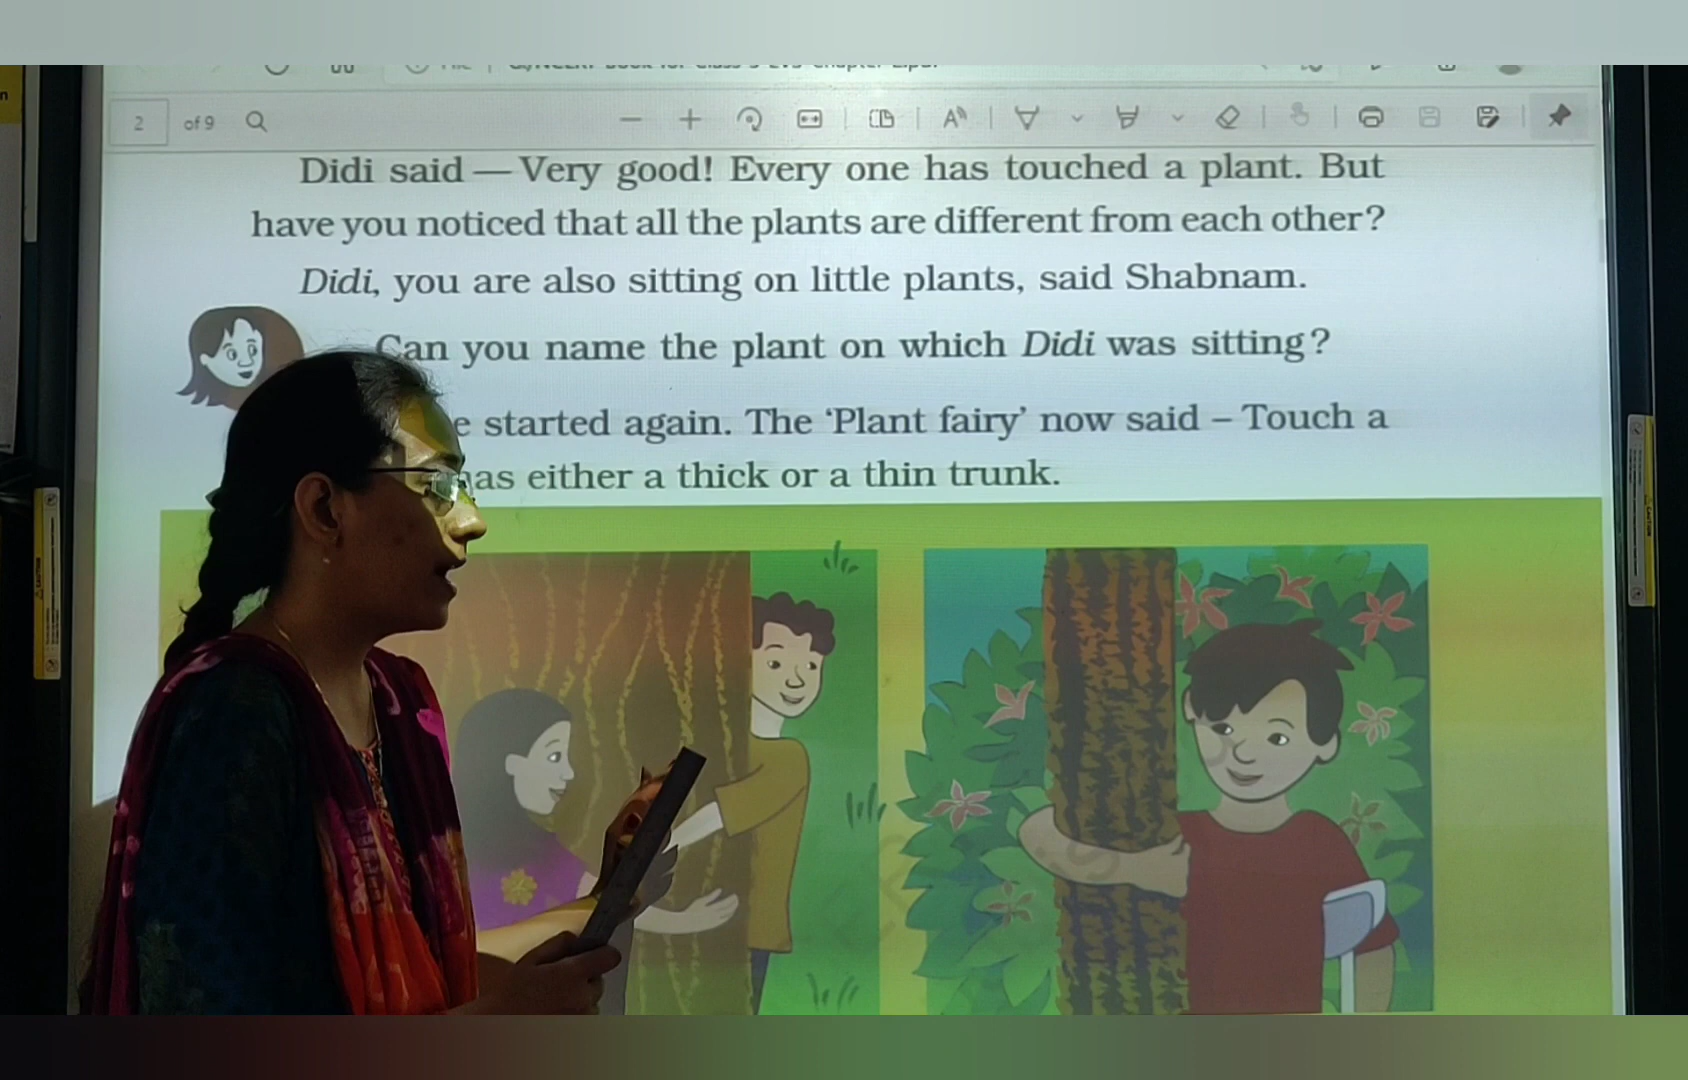 2 of 9
Didi said — Very good! Every one has touched a plant. But
have you noticed that all the plants are different from each other?
Didi, you are also sitting on little plants, said Shabnam.
Can you name the plant on which Didi was sitting?
e started again. The ‘Plant fairy’ now said – Touch a
has either a thick or a thin trunk.